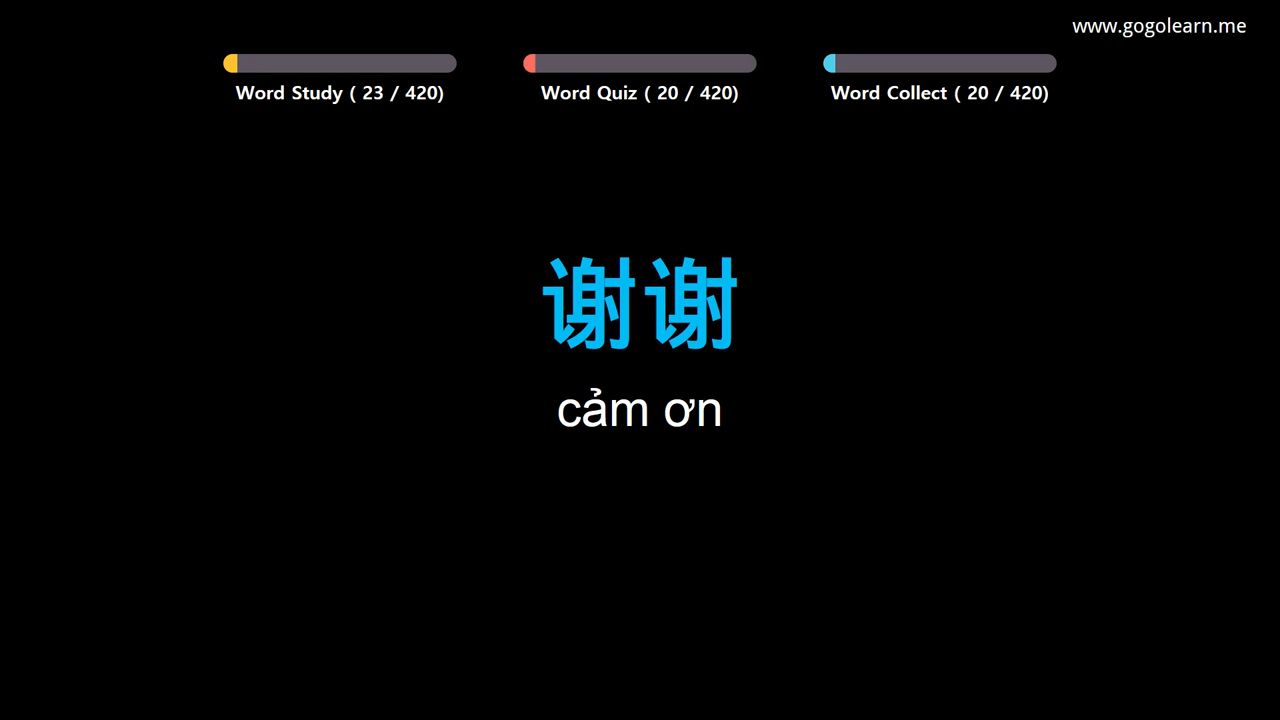 www.gogolearn.me
Word Study ( 23 / 420)
Word Quiz ( 20 / 420)
Word Collect ( 20 / 420)
谢谢
cảm ơn